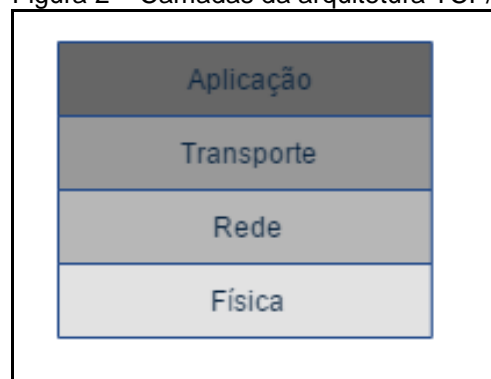 Figura 2 – Camadas da arquitetura TCP/
Aplicação
Transporte
Rede
Física